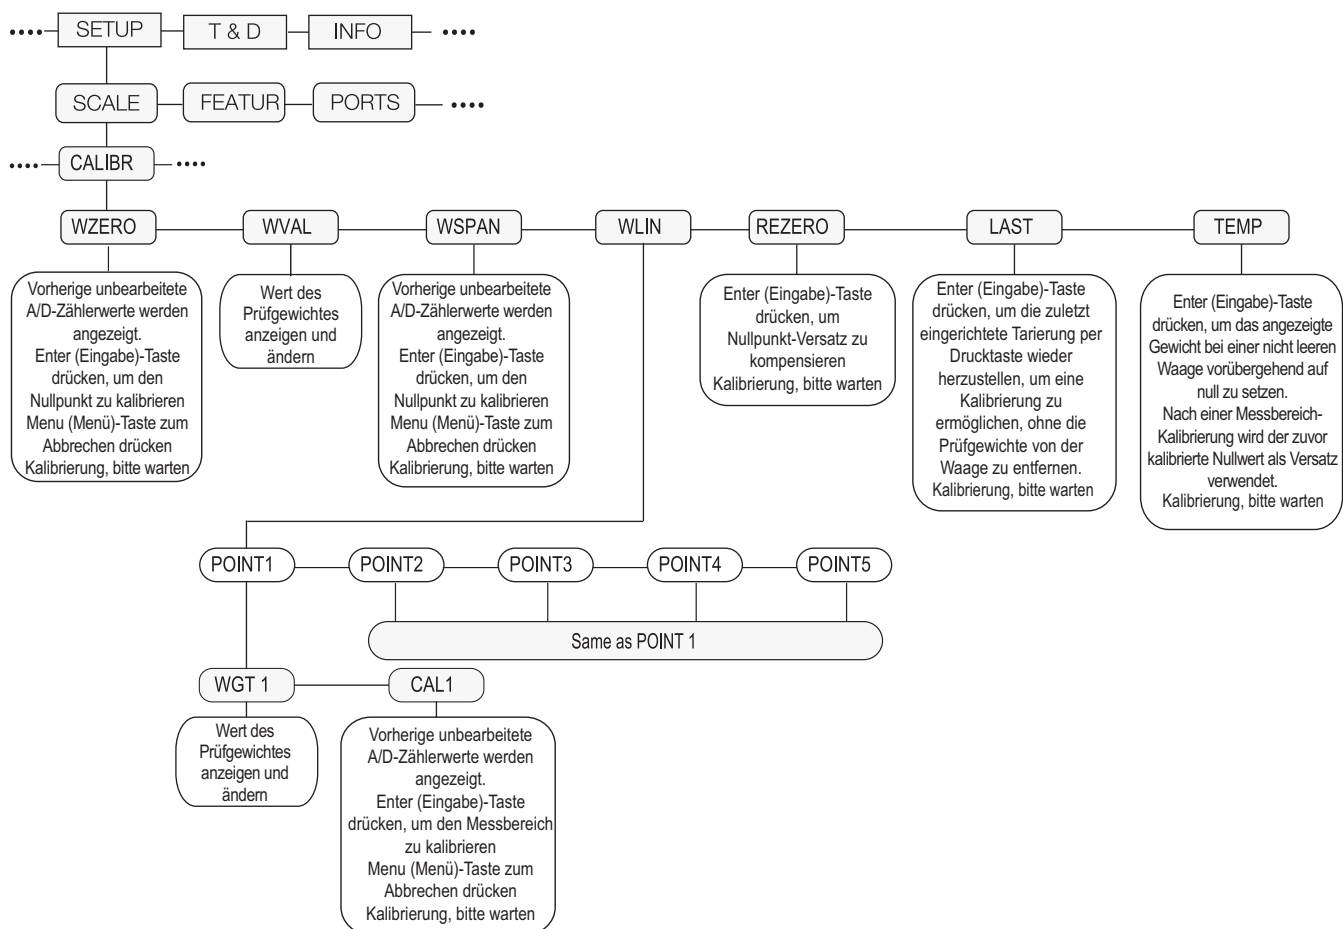 SETUP
T & D
INFO
SCALE
FEATUR
PORTS
CALIBR
WZERO
WVAL
WSPAN
WLIN
REZERO
LAST
TEMP
Vorherige unbearbeitete
A/D-Zählerwerte werden
angezeigt.
Enter (Eingabe)-Taste
drücken, um den
Nullpunkt zu kalibrieren
Menu (Menü)-Taste zum
Abbrechen drücken
Kalibrierung, bitte warten
Wert des
Prüfgewichtes
anzeigen und
ändern
Vorherige unbearbeitete
A/D-Zählerwerte werden
angezeigt.
Enter (Eingabe)-Taste
drücken, um den
Nullpunkt zu kalibrieren
Menu (Menü)-Taste zum
Abbrechen drücken
Kalibrierung, bitte warten
Enter (Eingabe)-Taste
drücken, um
Nullpunkt-Versatz zu
kompensieren
Kalibrierung, bitte warten
Enter (Eingabe)-Taste
drücken, um die zuletzt
eingerichtete Tarierung per
Drucktaste wieder
herzustellen, um eine
Kalibrierung zu
ermöglichen, ohne die
Prüfgewichte von der
Waage zu entfernen.
Kalibrierung, bitte warten
Enter (Eingabe)-Taste
drücken, um das angezeigte
Gewicht bei einer nicht leeren
Waage vorübergehend auf
null zu setzen.
Nach einer Messbereich-
Kalibrierung wird der zuvor
kalibrierte Nullwert als Versatz
verwendet.
Kalibrierung, bitte warten
POINT1
POINT2
POINT3
POINT4
POINT5
Same as POINT 1
WGT 1
CAL1
Wert des
Prüfgewichtes
anzeigen und
ändern
Vorherige unbearbeitete
A/D-Zählerwerte werden
angezeigt.
Enter (Eingabe)-Taste
drücken, um den Messbereich
zu kalibrieren
Menu (Menü)-Taste zum
Abbrechen drücken
Kalibrierung, bitte warten